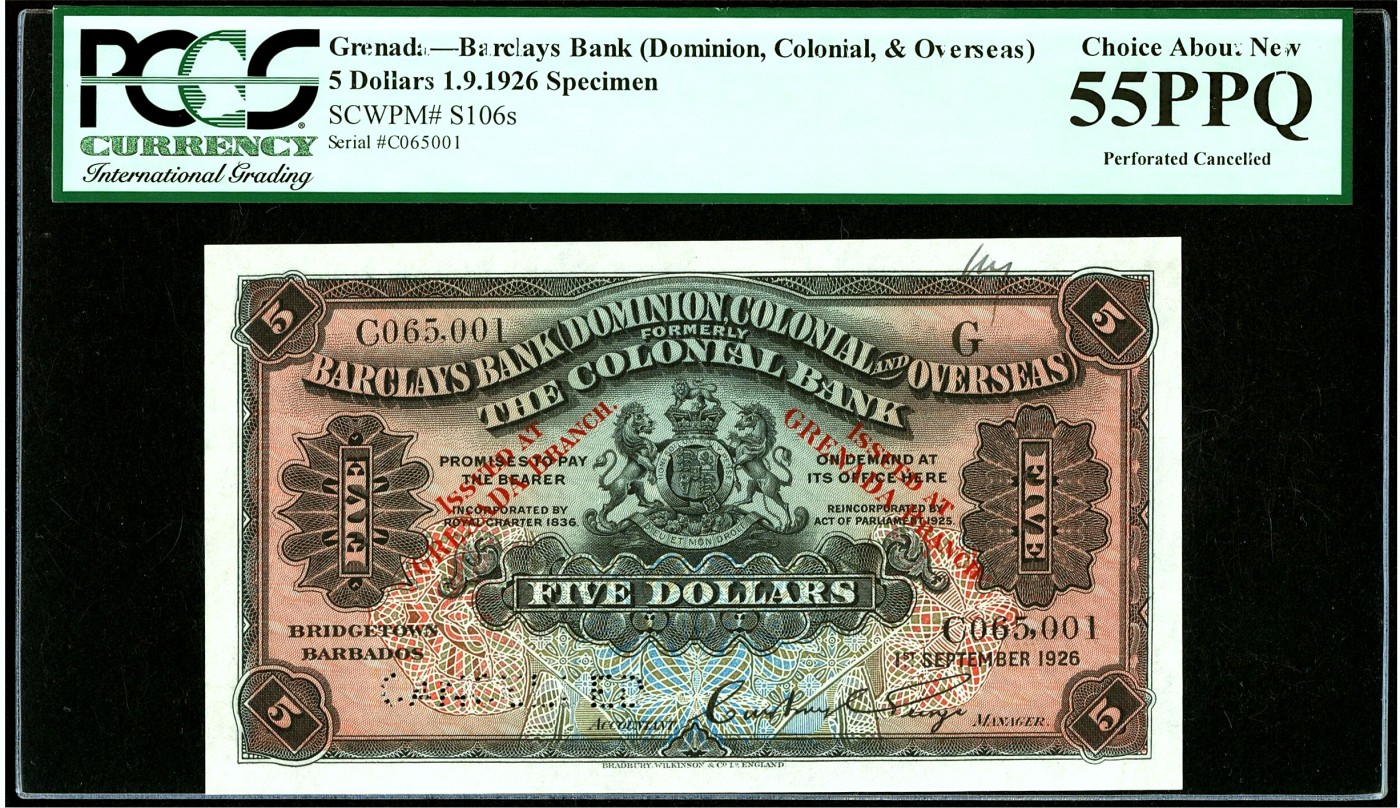 PCGS
CURRENCY
International Grading
Grenada—Barclays Bank (Dominion, Colonial, & Overseas)
5 Dollars 1.9.1926 Specimen
SCWPM# S106s
Serial #C065001
Choice About New
55PPQ
Perforated Cancelled
5
5
C065,001
G
BARCLAYS BANK (DOMINION, COLONIAL AND OVERSEAS)
FORMERLY
THE COLONIAL BANK
ISSUED AT
GRENADA BRANCH.
ISSUED AT
GRENADA BRANCH.
PROMISES TO PAY
THE BEARER
ON DEMAND AT
ITS OFFICE HERE
INCORPORATED BY
ROYAL CHARTER 1836.
REINCORPORATED BY
ACT OF PARLIAMENT 1925.
DIEU ET MON DROIT
FIVE
FIVE
FIVE DOLLARS
BRIDGETOWN
BARBADOS
C065,001
1ST SEPTEMBER 1926
CANCELLED
ACCOUNTANT
MANAGER.
5
5
BRADBURY, WILKINSON & Co Ld ENGLAND